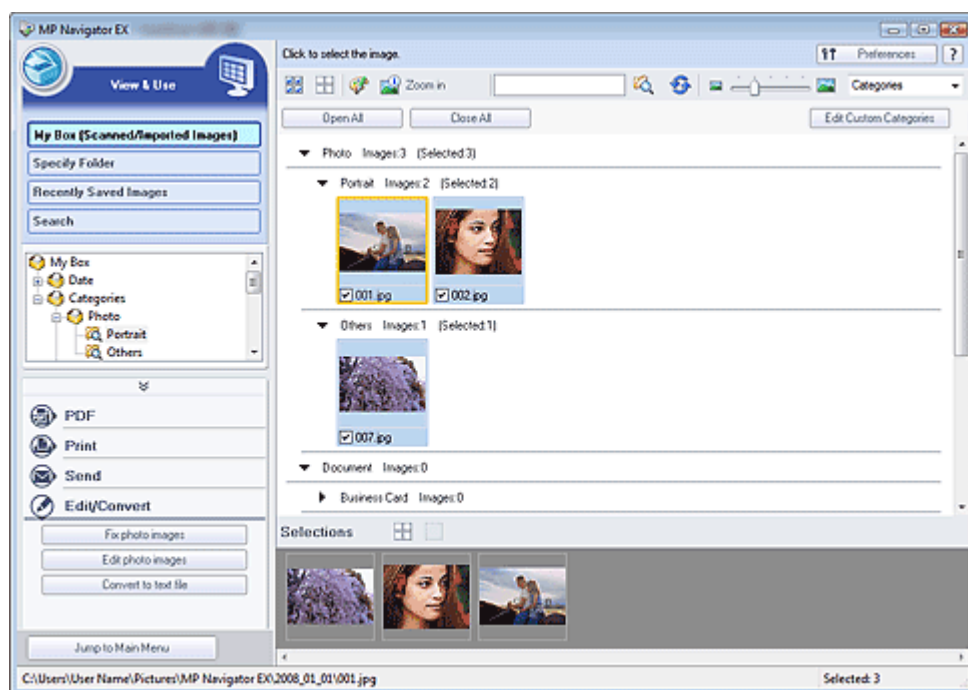 MP Navigator EX
View & Use
My Box (Scanned/Imported Images)
Specify Folder
Recently Saved Images
Search
My Box
Date
Categories
Photo
Portrait
Others
PDF
Print
Send
Edit/Convert
Fix photo images
Edit photo images
Convert to text file
Jump to Main Menu
Click to select the image.
Preferences ?
Zoom in
Categories
Open All Close All Edit Custom Categories
Photo Images:3 (Selected:3)
Portrait Images:2 (Selected:2)
001.jpg 002.jpg
Others Images:1 (Selected:1)
007.jpg
Document Images:0
Business Card Images:0
Selections
C:\Users\User Name\Pictures\MP Navigator EX\2008_01_01\001.jpg Selected: 3